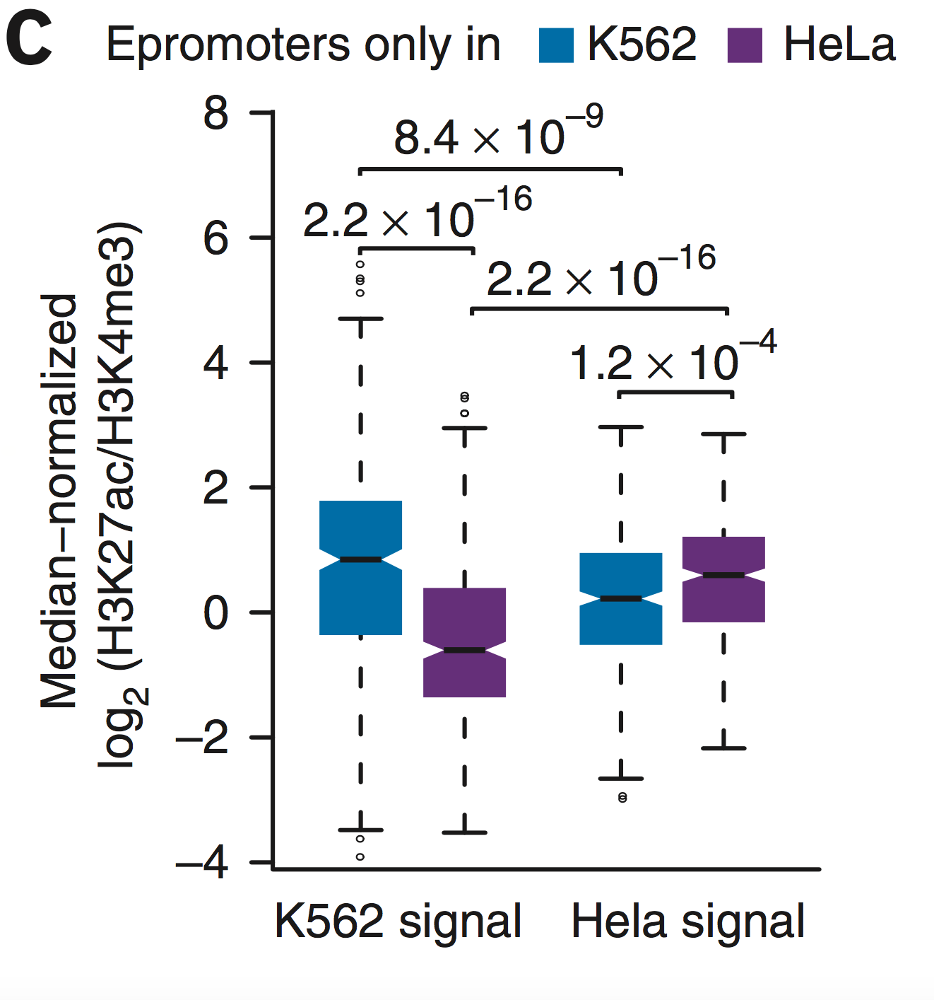 C
Epromoters only in K562 HeLa
8
8.4 × 10⁻⁹
2.2 × 10⁻¹⁶
6
2.2 × 10⁻¹⁶
1.2 × 10⁻⁴
4
2
0
–2
–4
Median–normalized
log₂ (H3K27ac/H3K4me3)
K562 signal Hela signal